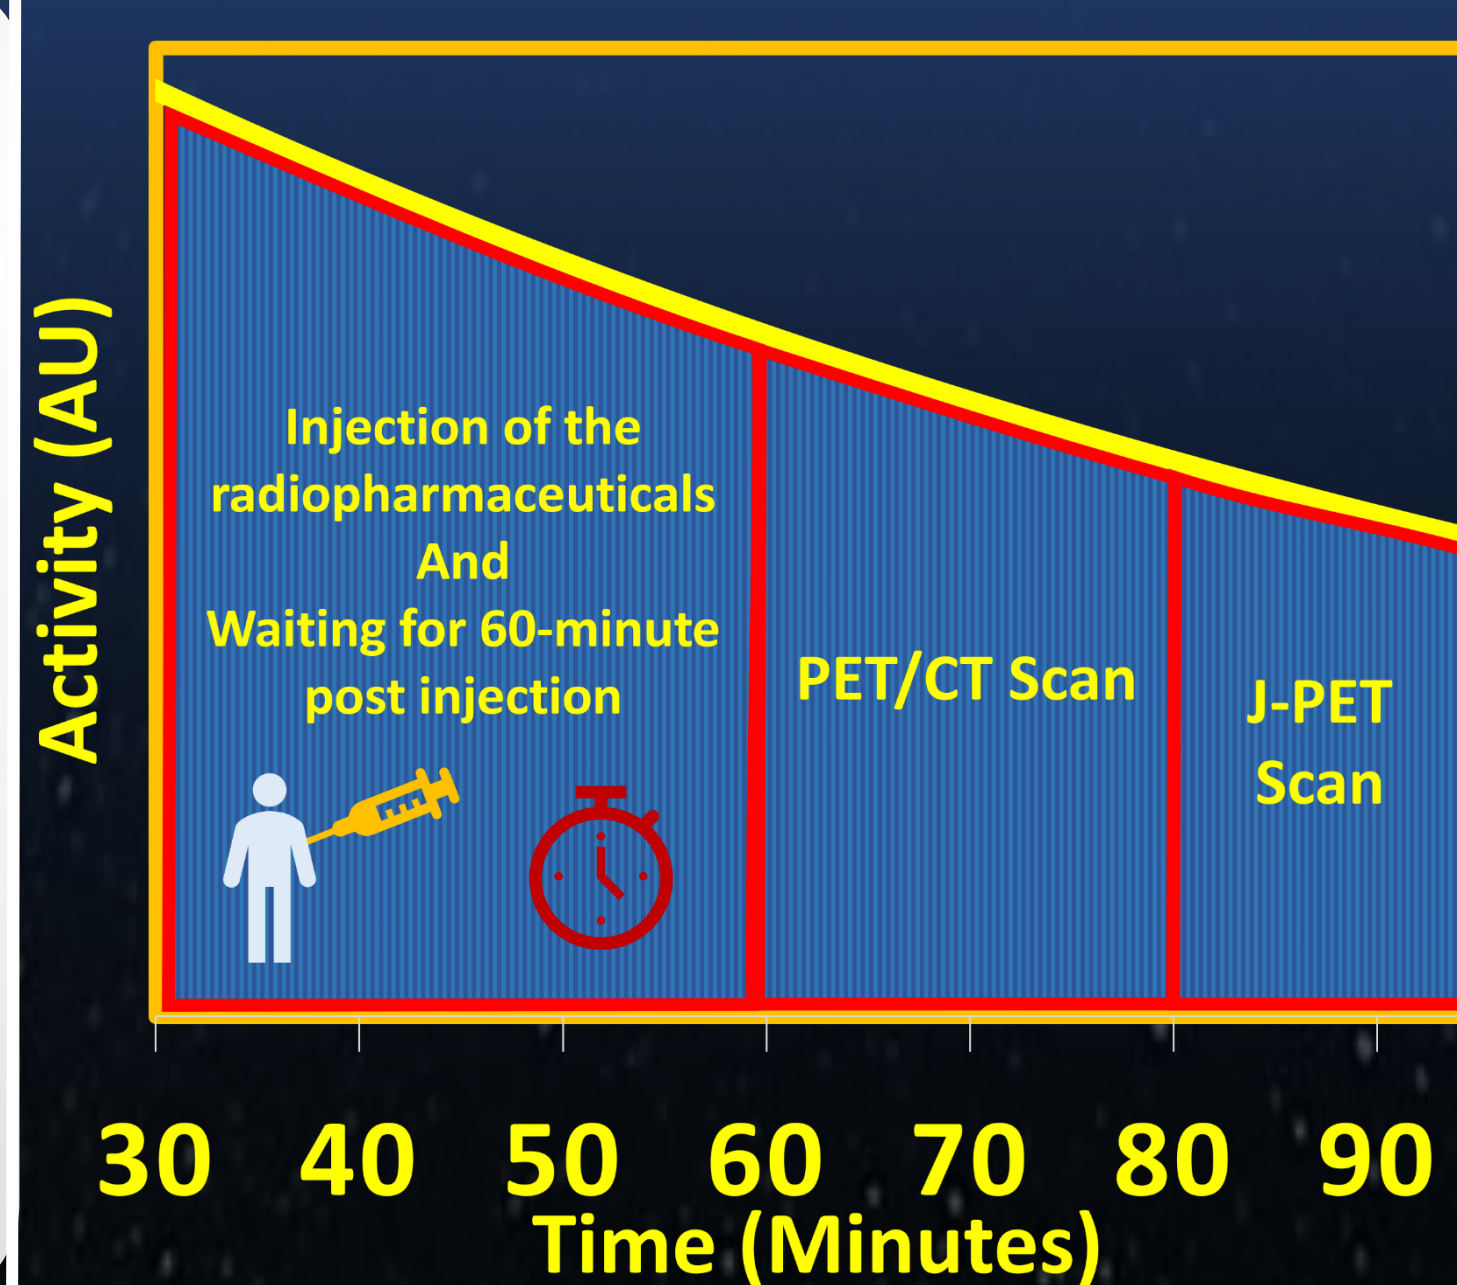 Activity (AU)
Injection of the
radiopharmaceuticals
And
Waiting for 60-minute
post injection
PET/CT Scan
J-PET
Scan
30 40 50 60 70 80 90
Time (Minutes)